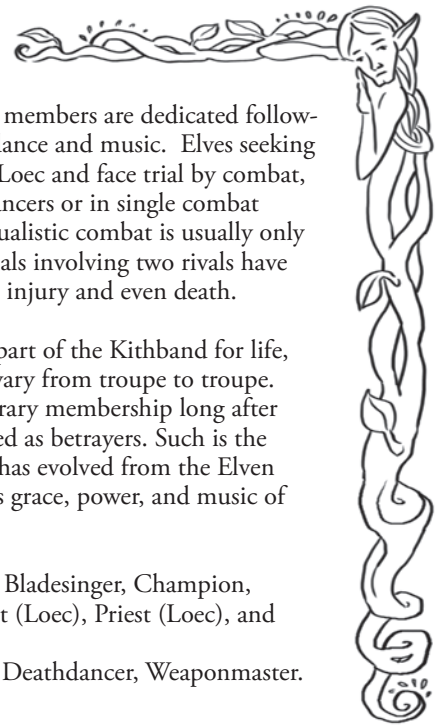 members are dedicated follow-
ance and music. Elves seeking
Loec and face trial by combat,
ncers or in single combat
ualistic combat is usually only
als involving two rivals have
injury and even death.
part of the Kithband for life,
vary from troupe to troupe.
rary membership long after
ed as betrayers. Such is the
has evolved from the Elven
s grace, power, and music of
Bladesinger, Champion,
t (Loec), Priest (Loec), and
Deathdancer, Weaponmaster.